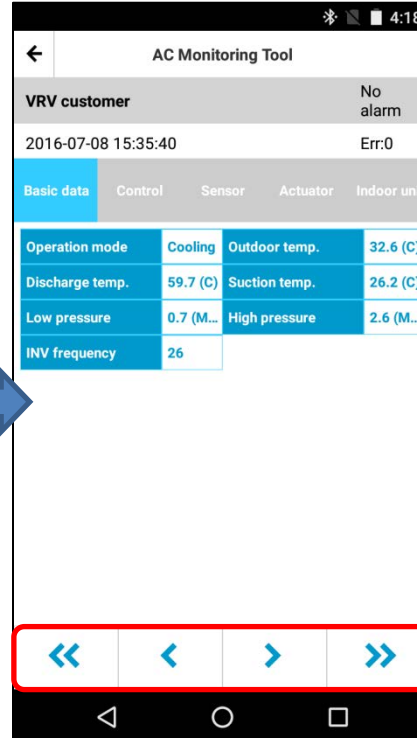 4:18
AC Monitoring Tool
VRV customer
No alarm
2016-07-08 15:35:40
Err:0
Basic data Control Sensor Actuator Indoor un
Operation mode Cooling Outdoor temp. 32.6 (C)
Discharge temp. 59.7 (C) Suction temp. 26.2 (C)
Low pressure 0.7 (M... High pressure 2.6 (M...
INV frequency 26